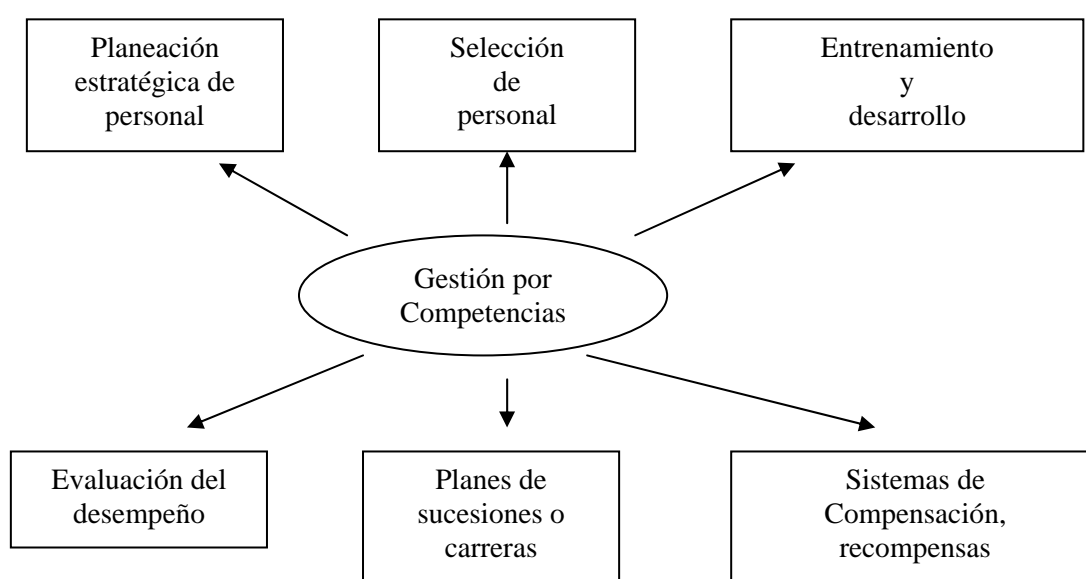 Planeación
estratégica de
personal
Selección
de
personal
Entrenamiento
y
desarrollo
Gestión por
Competencias
Evaluación del
desempeño
Planes de
sucesiones o
carreras
Sistemas de
Compensación,
recompensas